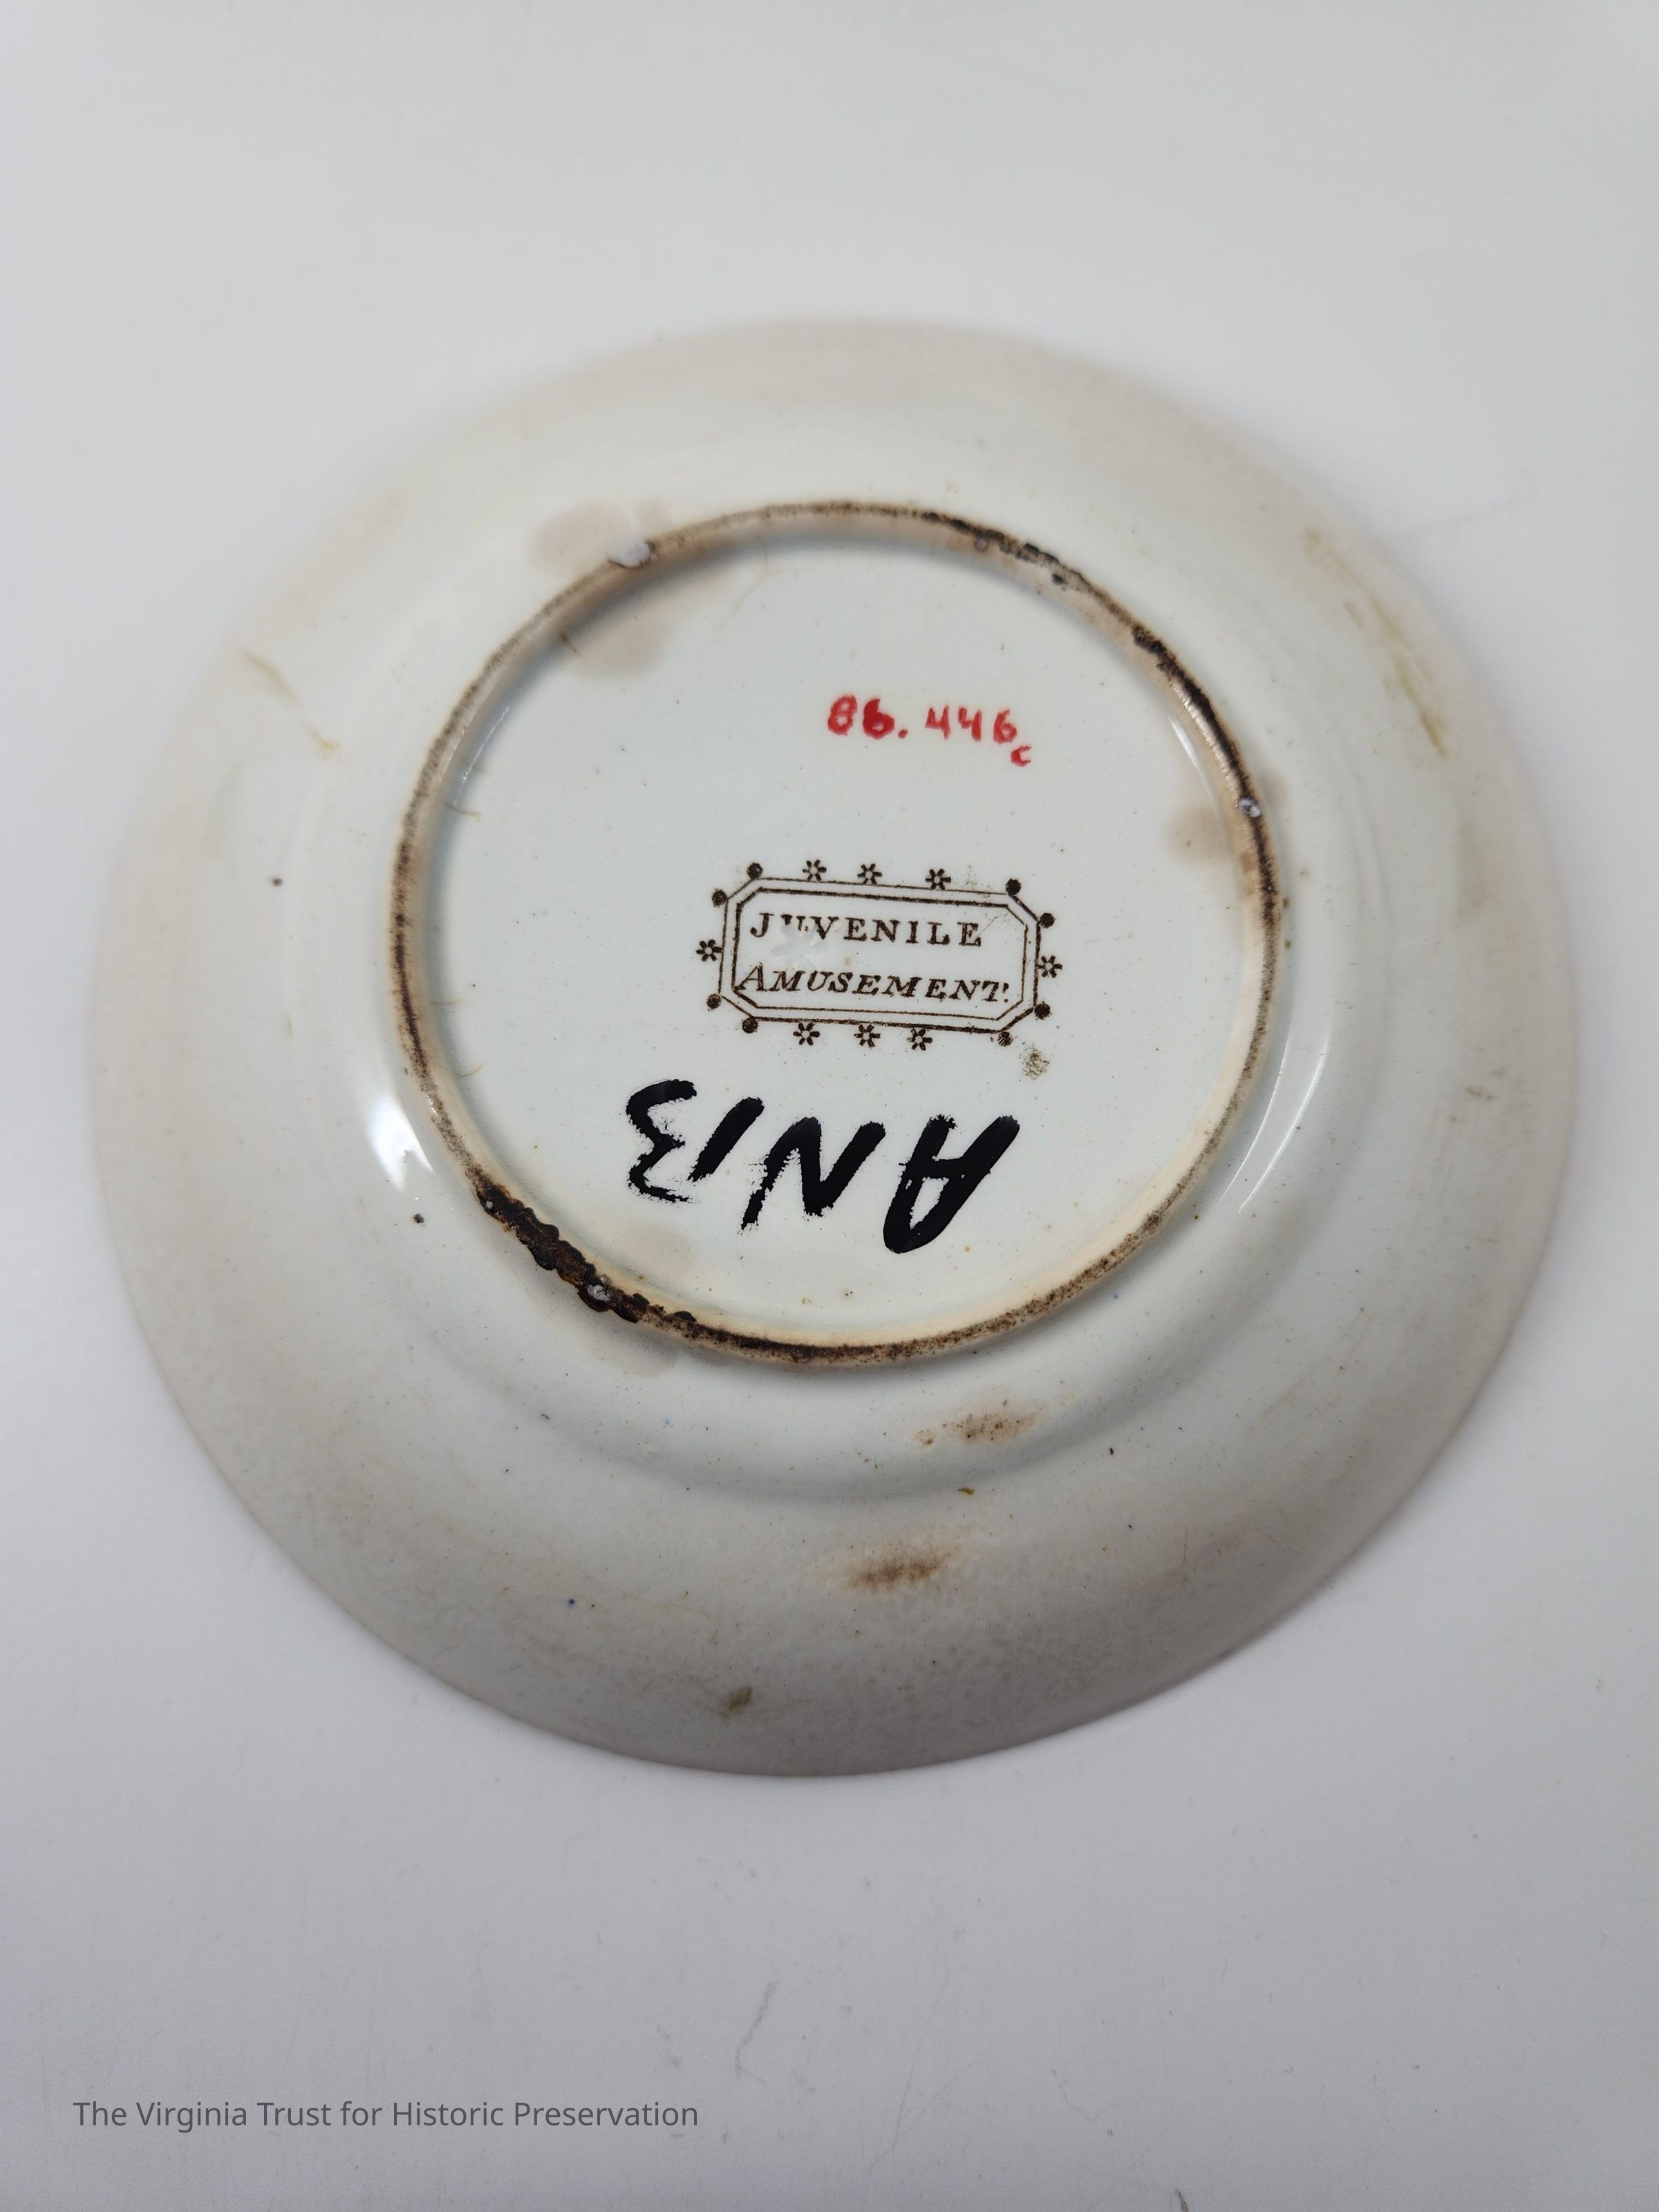 86.446c
JUVENILE
AMUSEMENT.
AN13
The Virginia Trust for Historic Preservation